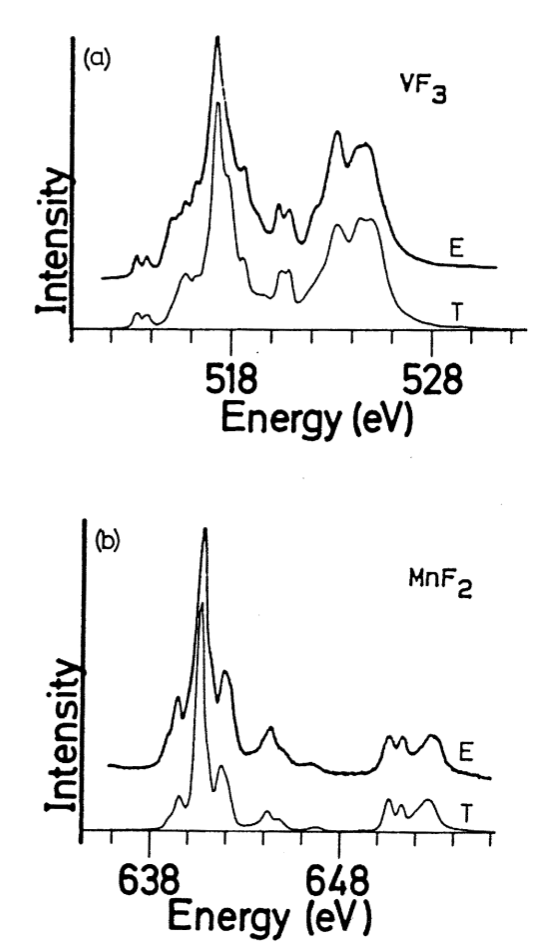 (a)
VF3
Intensity
E
T
518
528
Energy (eV)
(b)
MnF2
Intensity
E
T
638
648
Energy (eV)